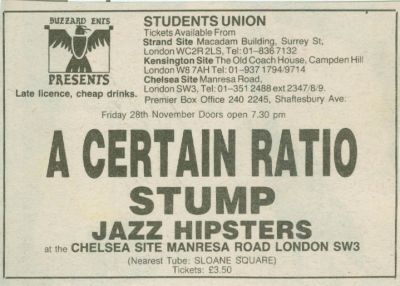 BUZZARD ENTS
PRESENTS
Late licence, cheap drinks.
STUDENTS UNION
Tickets Available From
Strand Site Macadam Building, Surrey St,
London WC2R 2LS, Tel: 01-836 7132
Kensington Site The Old Coach House, Campden Hill
London W8 7AH Tel: 01-937 1794/9714
Chelsea Site Manresa Road,
London SW3, Tel: 01-351 2488 ext 2347/8/9.
Premier Box Office 240 2245, Shaftesbury Ave.
Friday 28th November Doors open 7.30 pm
A CERTAIN RATIO
STUMP
JAZZ HIPSTERS
at the CHELSEA SITE MANRESA ROAD LONDON SW3
(Nearest Tube: SLOANE SQUARE)
Tickets: £3.50